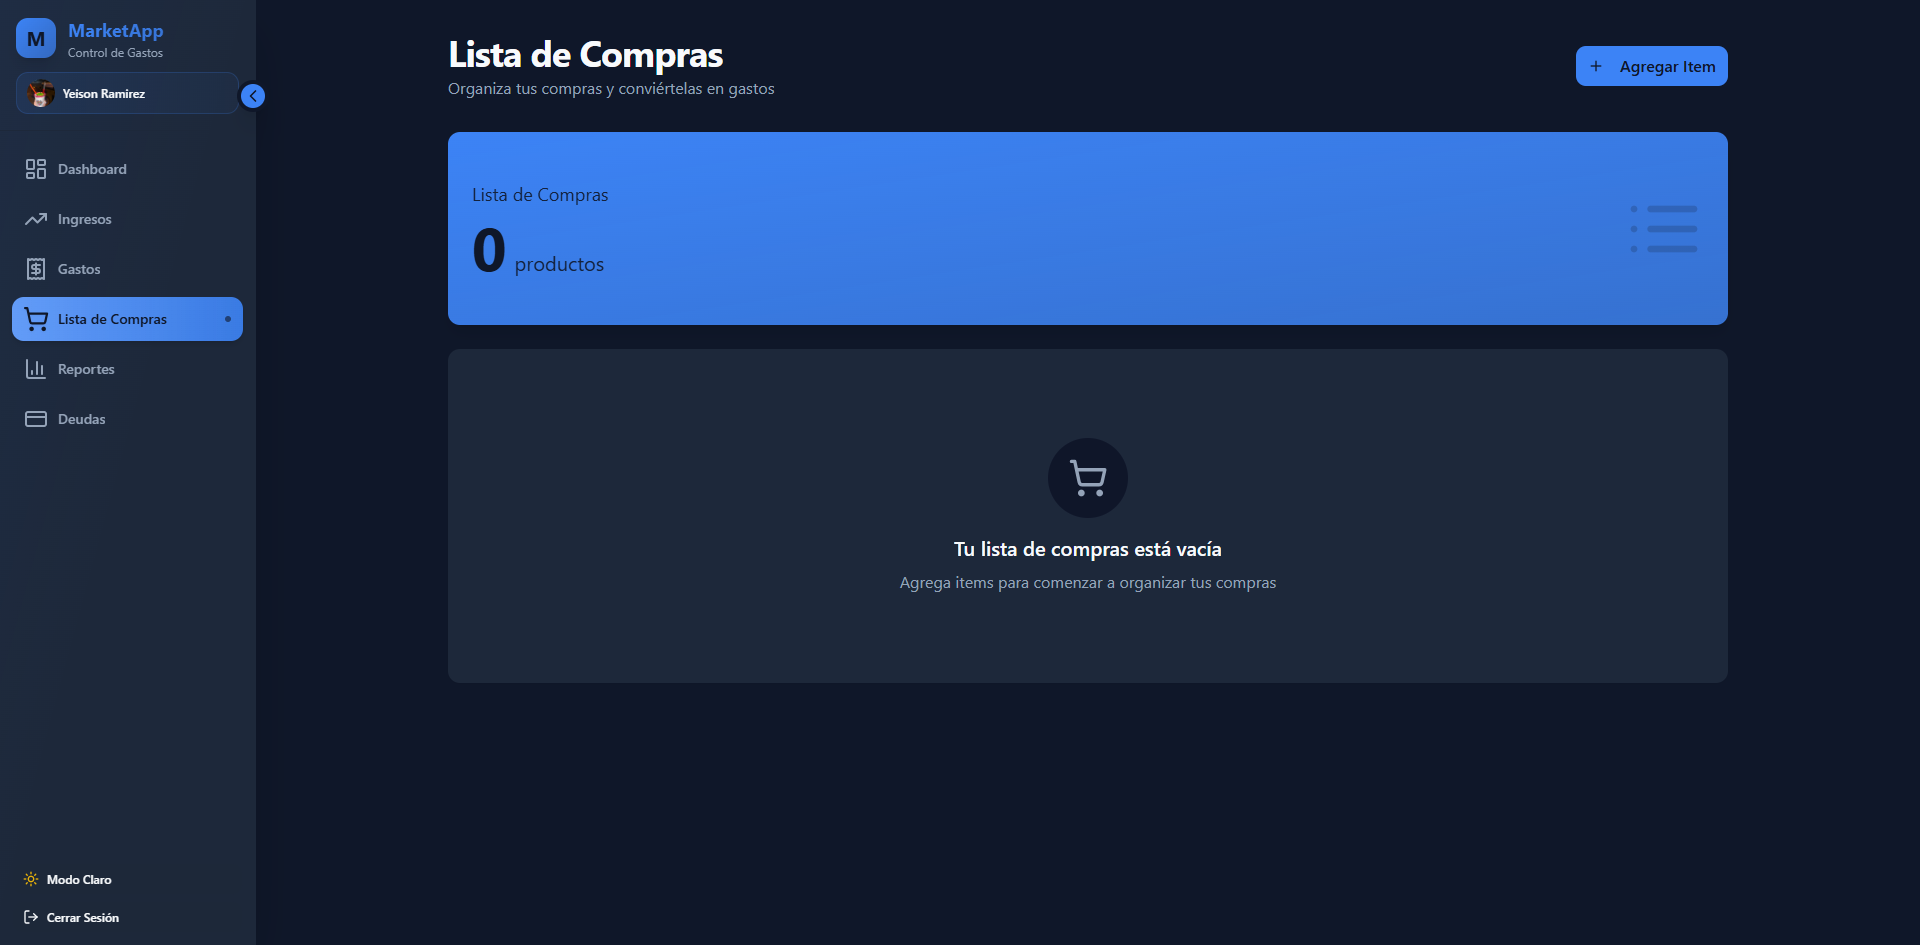 M
MarketApp
Control de Gastos
Yeison Ramirez
Dashboard
Ingresos
Gastos
Lista de Compras
Reportes
Deudas
Modo Claro
Cerrar Sesión
Lista de Compras
Organiza tus compras y conviértelas en gastos
+ Agregar Item
Lista de Compras
0 productos
Tu lista de compras está vacía
Agrega items para comenzar a organizar tus compras